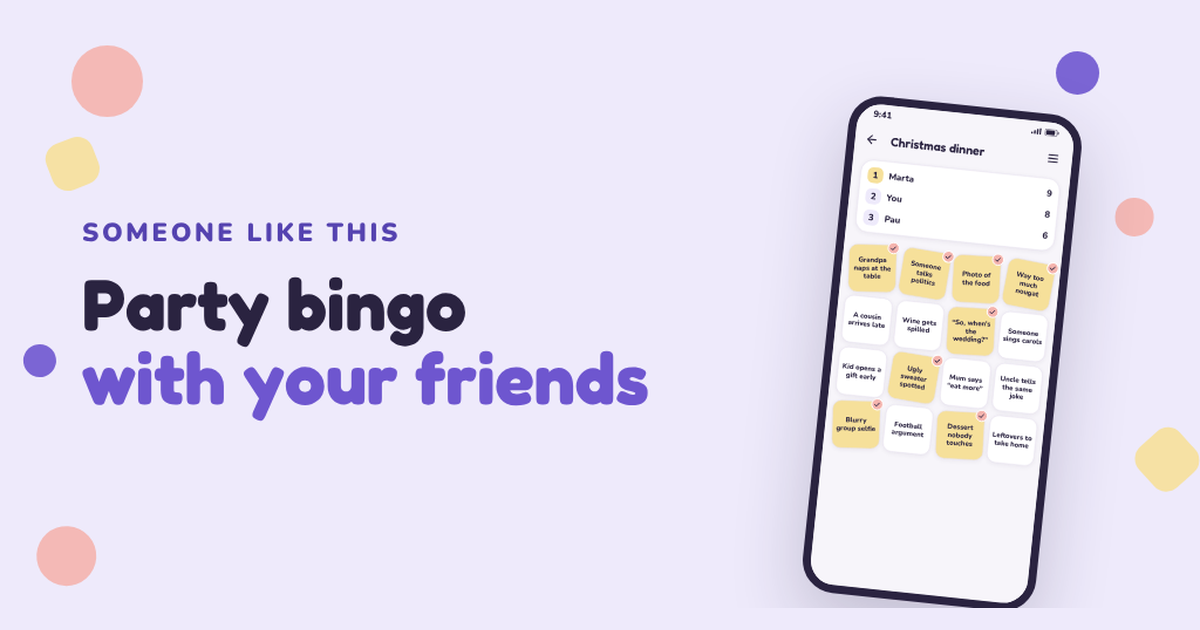 SOMEONE LIKE THIS
Party bingo
with your friends
9:41
Christmas dinner
1 Marta 9
2 You 8
3 Pau 6
Grandpa
naps at the
table
Someone
talks
politics
Photo of
the food
Way too
much
nougat
A cousin
arrives late
Wine gets
spilled
"So, when's
the
wedding?"
Someone
sings carols
Kid opens a
gift early
Ugly
sweater
spotted
Mum says
"eat more"
Uncle tells
the same
joke
Blurry
group selfie
Football
argument
Dessert
nobody
touches
Leftovers to
take home